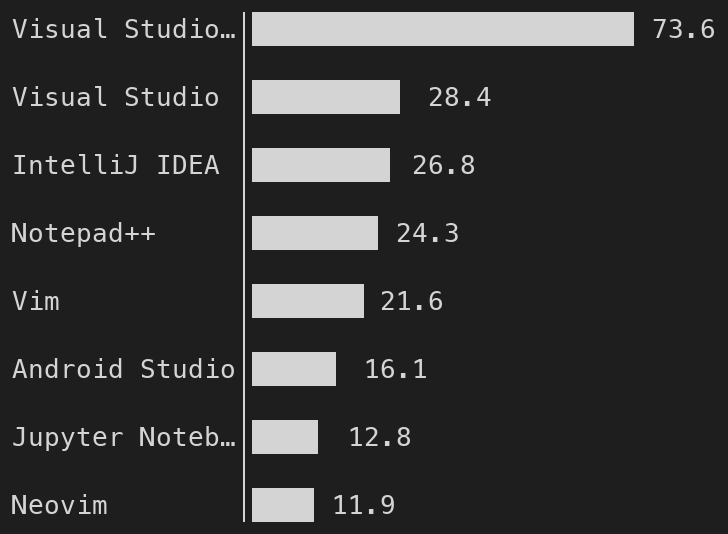 Visual Studio… 73.6
Visual Studio 28.4
IntelliJ IDEA 26.8
Notepad++ 24.3
Vim 21.6
Android Studio 16.1
Jupyter Noteb… 12.8
Neovim 11.9